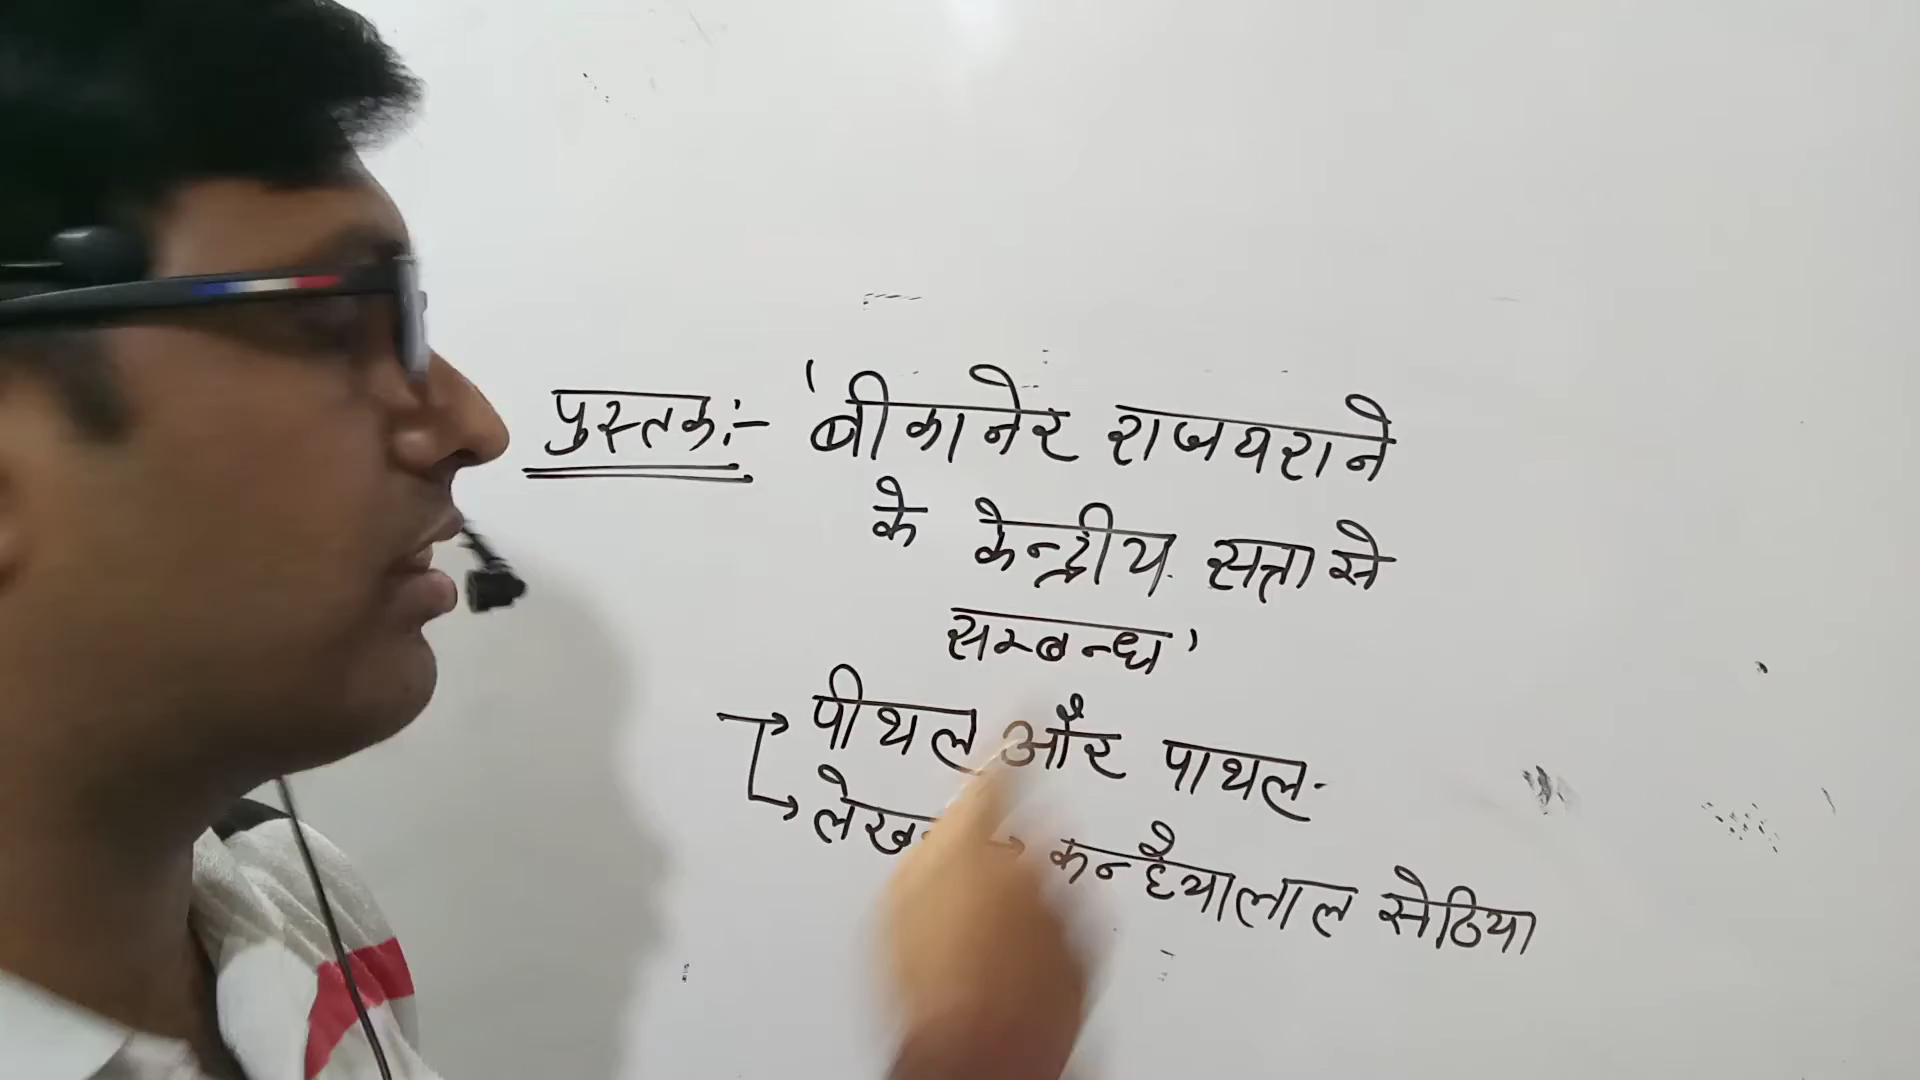 पुस्तक:- 'बीकानेर राजघराने
के केन्द्रीय सत्ता से
सम्बन्ध'
→ पीथल और पाथल.
→ → कन्हैयालाल सेठिया